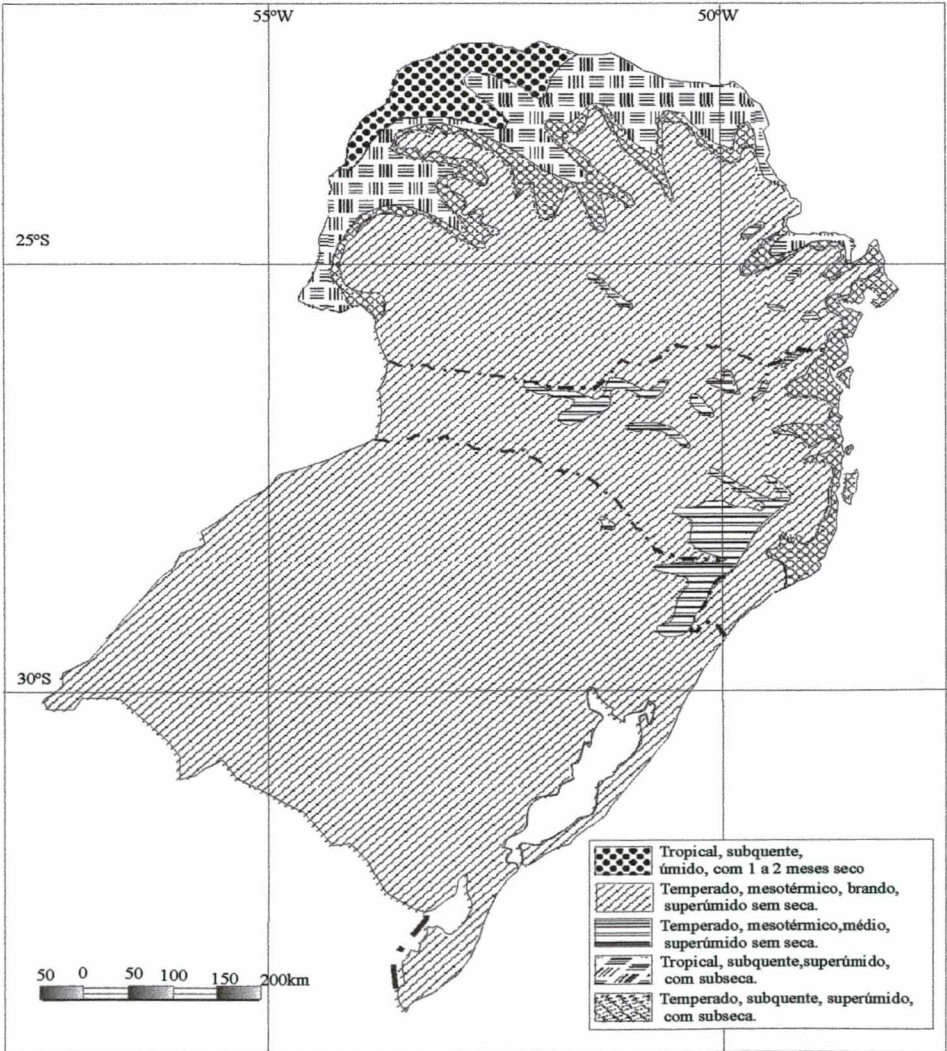 55°W
50°W
25°S
30°S
Tropical, subquente,
úmido, com 1 a 2 meses seco
Temperado, mesotérmico, brando,
superúmido sem seca.
Temperado, mesotérmico,médio,
superúmido sem seca.
Tropical, subquente,superúmido,
com subseca.
Temperado, subquente, superúmido,
com subseca.
50 0 50 100 150 200km